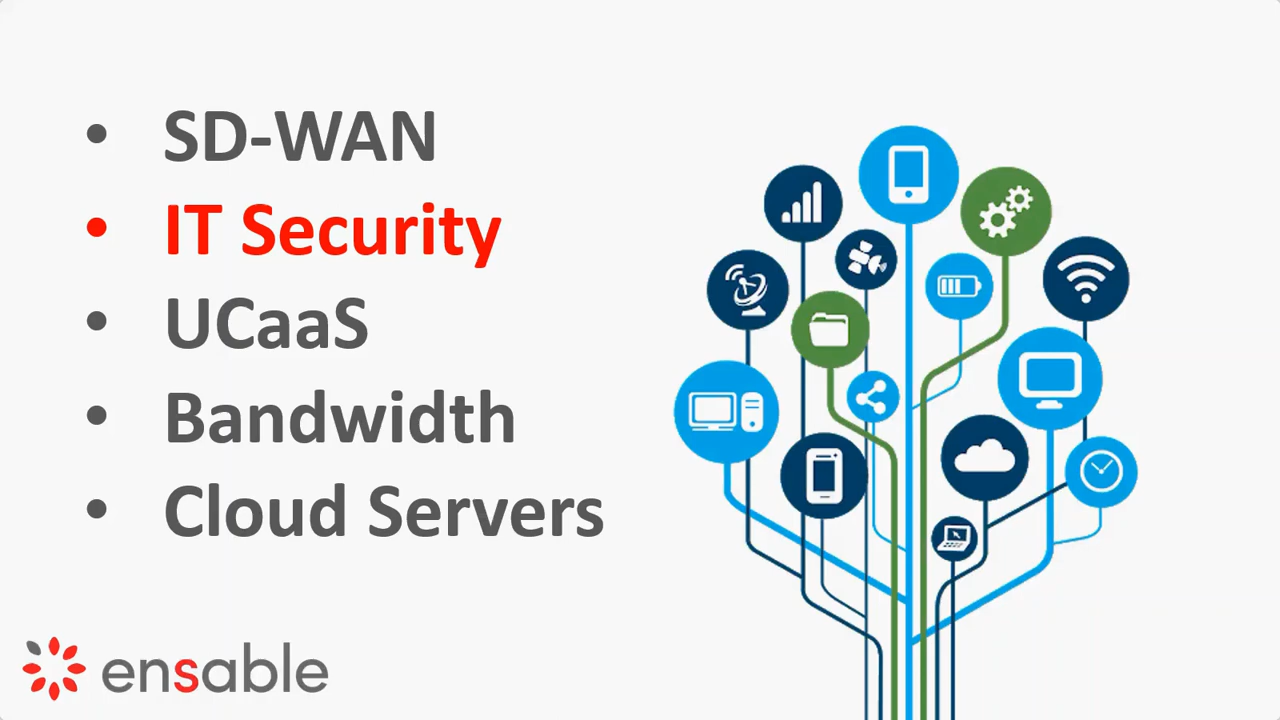 • SD-WAN
• IT Security
• UCaaS
• Bandwidth
• Cloud Servers
ensable